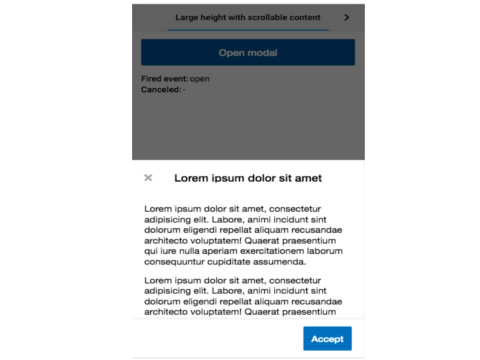 Large height with scrollable content
Open modal
Fired event: open
Canceled: -
Lorem ipsum dolor sit amet
Lorem ipsum dolor sit amet, consectetur
adipisicing elit. Labore, animi incidunt sint
dolorum eligendi repellat aliquam recusandae
architecto voluptatem! Quaerat praesentium
qui iure nulla aperiam exercitationem laborum
consequuntur cupiditate assumenda.
Lorem ipsum dolor sit amet, consectetur
adipisicing elit. Labore, animi incidunt sint
dolorum eligendi repellat aliquam recusandae
architecto voluptatem! Quaerat praesentium
Accept